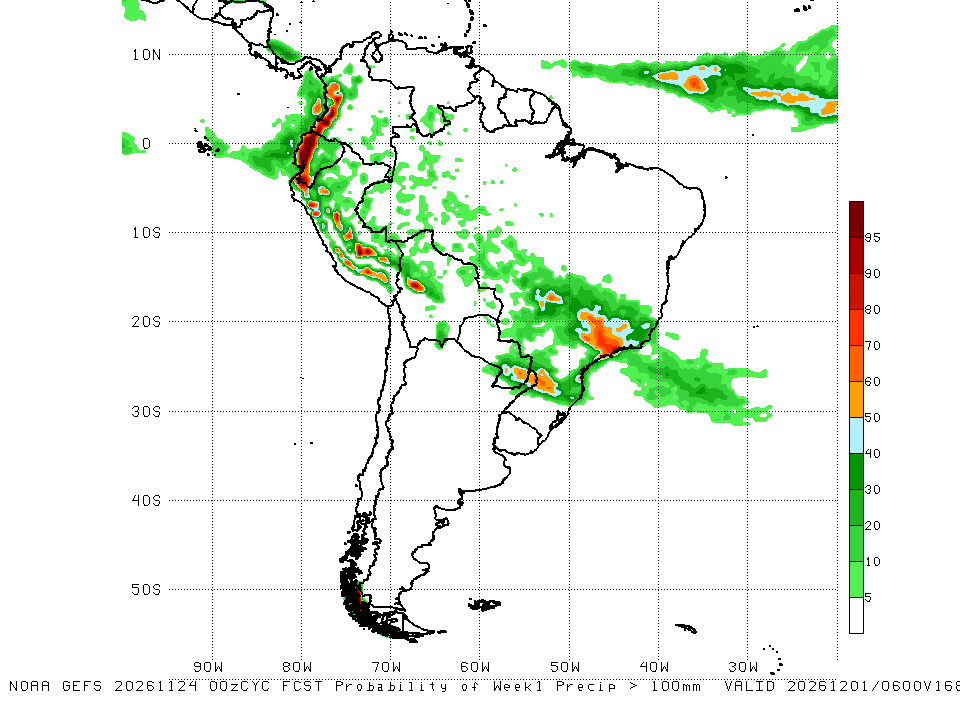 10N
0
10S
20S
30S
40S
50S
95
90
80
70
60
50
40
30
20
10
5
90W 80W 70W 60W 50W 40W 30W
NOAA GEFS 20261124 00zCYC FCST Probability of Week1 Precip > 100mm VALID 20261201/0600V168